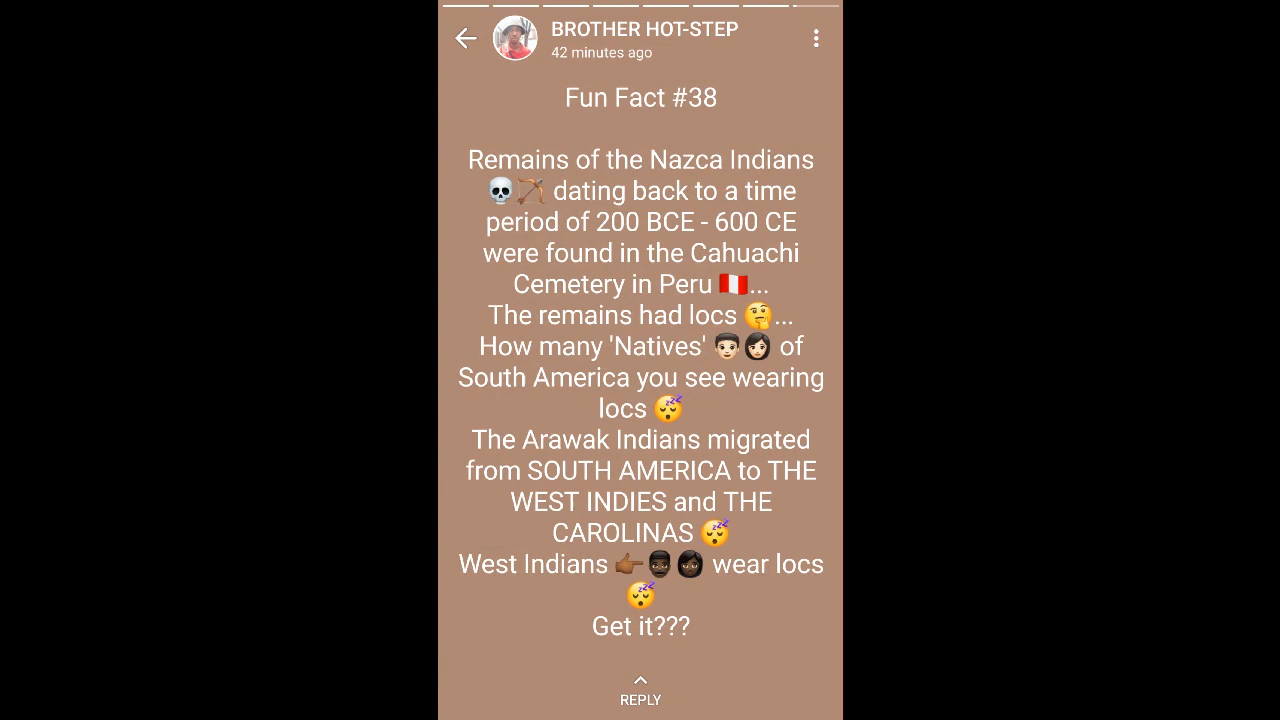 BROTHER HOT-STEP
42 minutes ago
Fun Fact #38
Remains of the Nazca Indians
💀🏹 dating back to a time
period of 200 BCE - 600 CE
were found in the Cahuachi
Cemetery in Peru 🇵🇪...
The remains had locs 🤔...
How many 'Natives' 👦🏻👩🏻 of
South America you see wearing
locs 😴
The Arawak Indians migrated
from SOUTH AMERICA to THE
WEST INDIES and THE
CAROLINAS 😴
West Indians 👉🏾👨🏿👩🏿 wear locs
😴
Get it???
REPLY